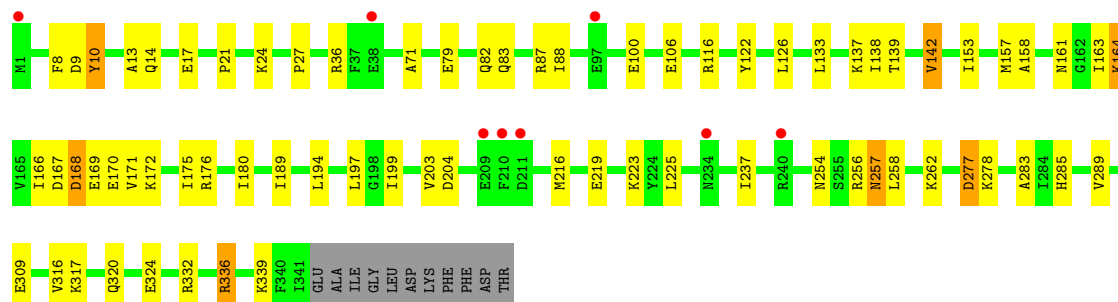 M1 F8 D9 Y10 A13 Q14 E17 P21 K24 P27 R36 F37 E38 A71 E79 Q82 Q83 R87 I88 E97 E100 E106 R116 Y122 L126 L133 K137 I138 T139 V142 I153 M157 A158 N161 G162 I163 K164
V165 I166 D167 D168 E169 E170 V171 K172 I175 R176 I180 I189 L194 L197 G198 I199 V203 D204 E209 F210 D211 M216 E219 K223 Y224 L225 N234 I237 R240 N254 S255 R256 N257 L258 K262 D277 K278 A283 I284 H285 V289
E309 V316 K317 Q320 E324 R332 R336 K339 F340 I341 GLU ALA ILE GLY LEU ASP LYS PHE PHE ASP THR